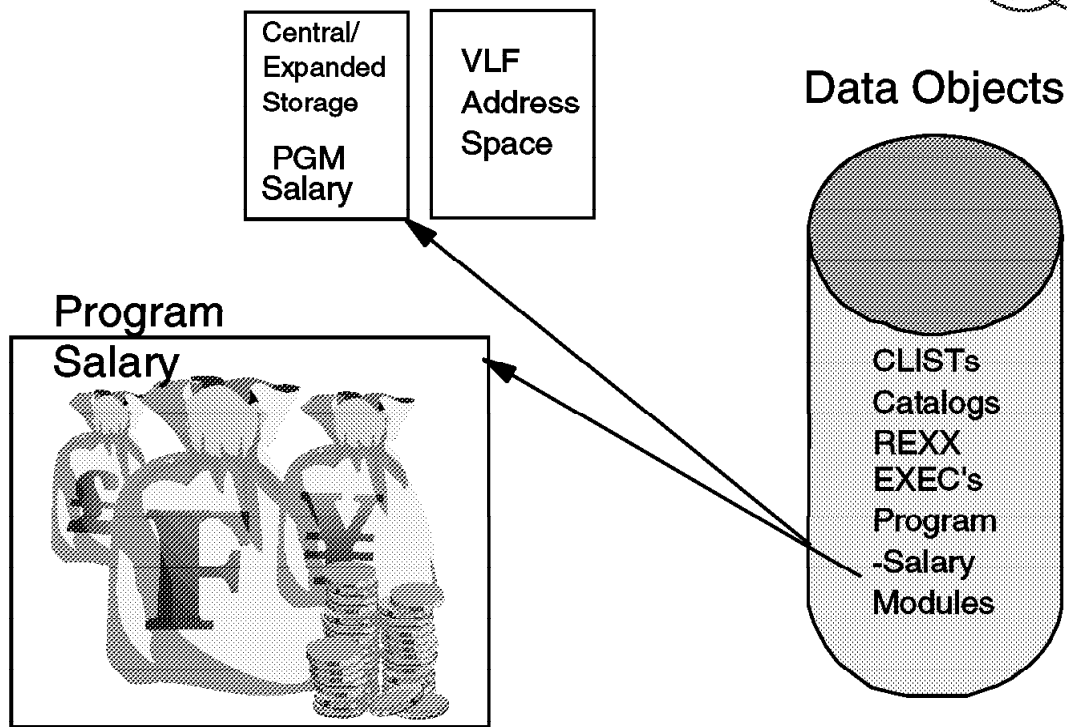 Central/
Expanded
Storage
PGM
Salary
VLF
Address
Space
Data Objects
CLISTs
Catalogs
REXX
EXEC's
Program
-Salary
Modules
Program
Salary
£
F
¥